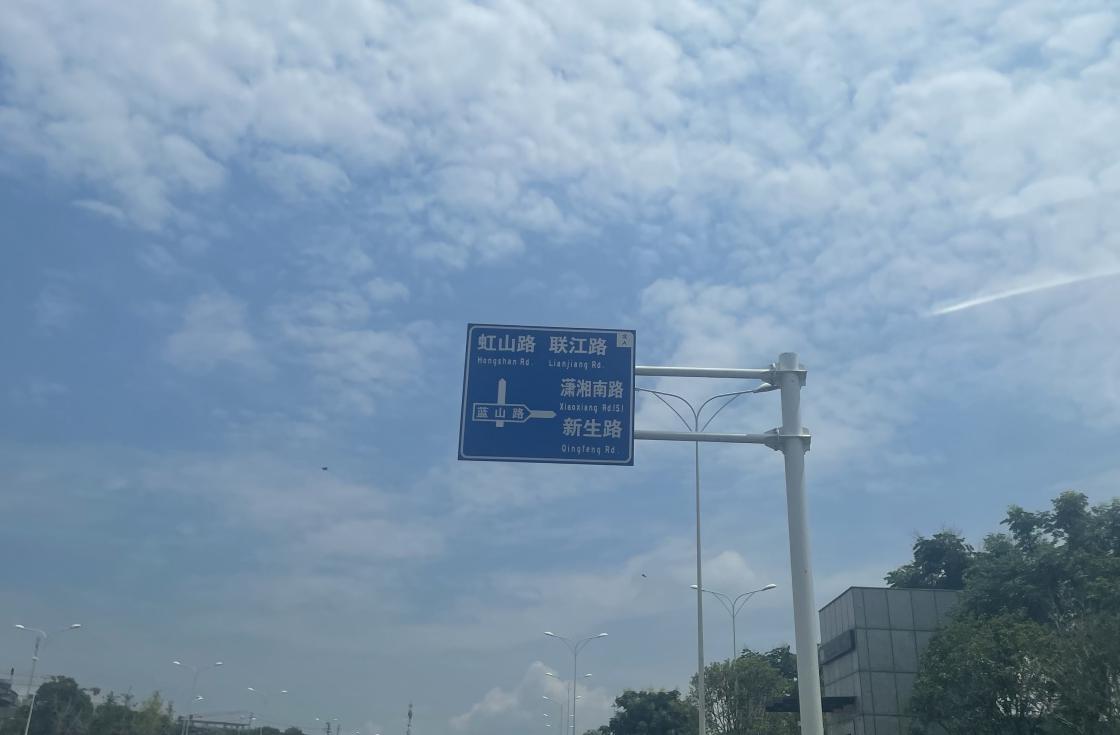 虹山路 联江路
Hongshan Rd. Lianjiang Rd.
潇湘南路
Xiaoxiang Rd.(S)
蓝山路
新生路
Qingfeng Rd.